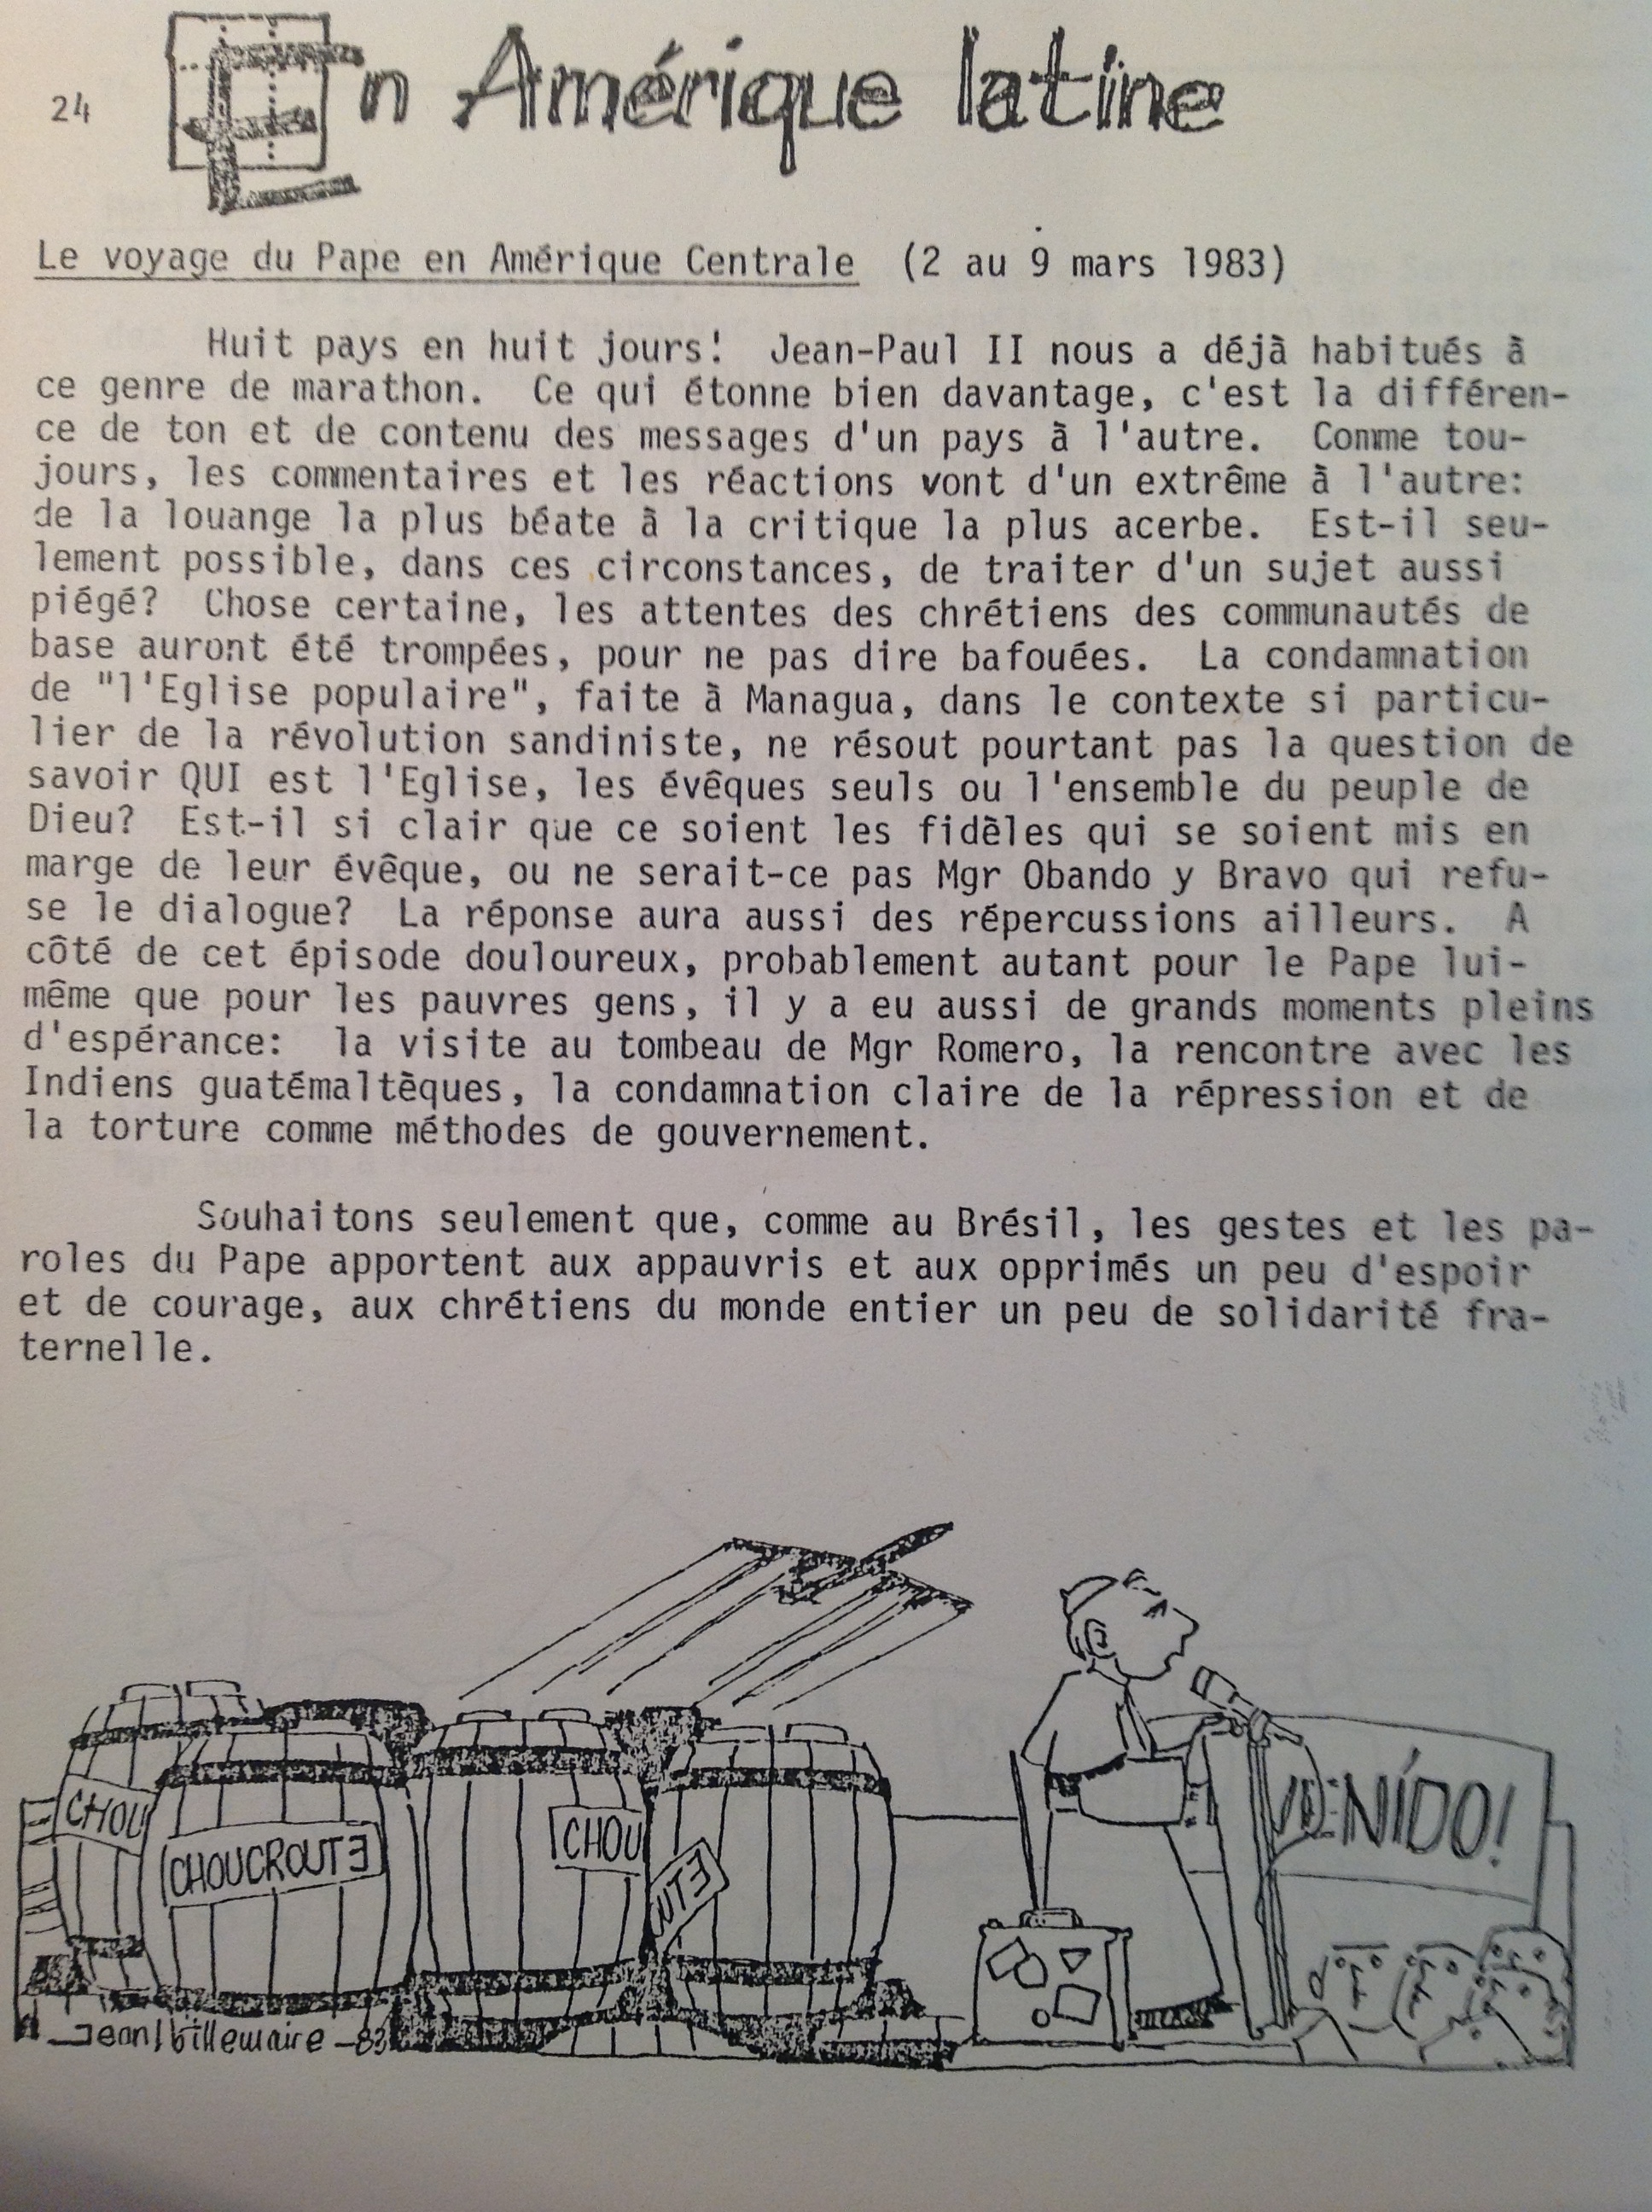 24
En Amérique latine
Le voyage du Pape en Amérique Centrale (2 au 9 mars 1983)
Huit pays en huit jours! Jean-Paul II nous a déjà habitués à
ce genre de marathon. Ce qui étonne bien davantage, c'est la différen-
ce de ton et de contenu des messages d'un pays à l'autre. Comme tou-
jours, les commentaires et les réactions vont d'un extrême à l'autre:
de la louange la plus béate à la critique la plus acerbe. Est-il seu-
lement possible, dans ces circonstances, de traiter d'un sujet aussi
piégé? Chose certaine, les attentes des chrétiens des communautés de
base auront été trompées, pour ne pas dire bafouées. La condamnation
de "l'Eglise populaire", faite à Managua, dans le contexte si particu-
lier de la révolution sandiniste, ne résout pourtant pas la question de
savoir QUI est l'Eglise, les évêques seuls ou l'ensemble du peuple de
Dieu? Est-il si clair que ce soient les fidèles qui se soient mis en
marge de leur évêque, ou ne serait-ce pas Mgr Obando y Bravo qui refu-
se le dialogue? La réponse aura aussi des répercussions ailleurs. A
côté de cet épisode douloureux, probablement autant pour le Pape lui-
même que pour les pauvres gens, il y a eu aussi de grands moments pleins
d'espérance: la visite au tombeau de Mgr Romero, la rencontre avec les
Indiens guatémaltèques, la condamnation claire de la répression et de
la torture comme méthodes de gouvernement.
Souhaitons seulement que, comme au Brésil, les gestes et les pa-
roles du Pape apportent aux appauvris et aux opprimés un peu d'espoir
et de courage, aux chrétiens du monde entier un peu de solidarité fra-
ternelle.
CHOU
CHOUCROUTE
CHOU
UTE
VENÍDO!
Jean Villemaire -83